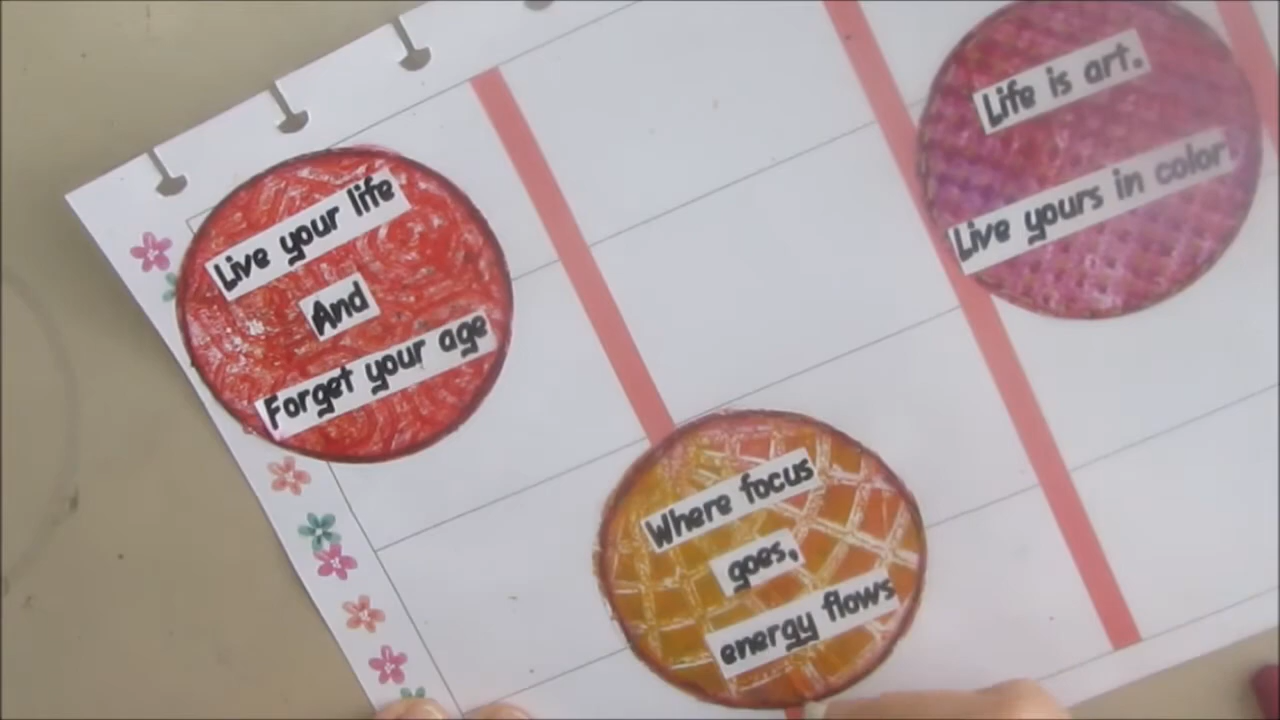 Live your life
And
Forget your age
Where focus
goes,
energy flows
Life is art.
Live yours in color.